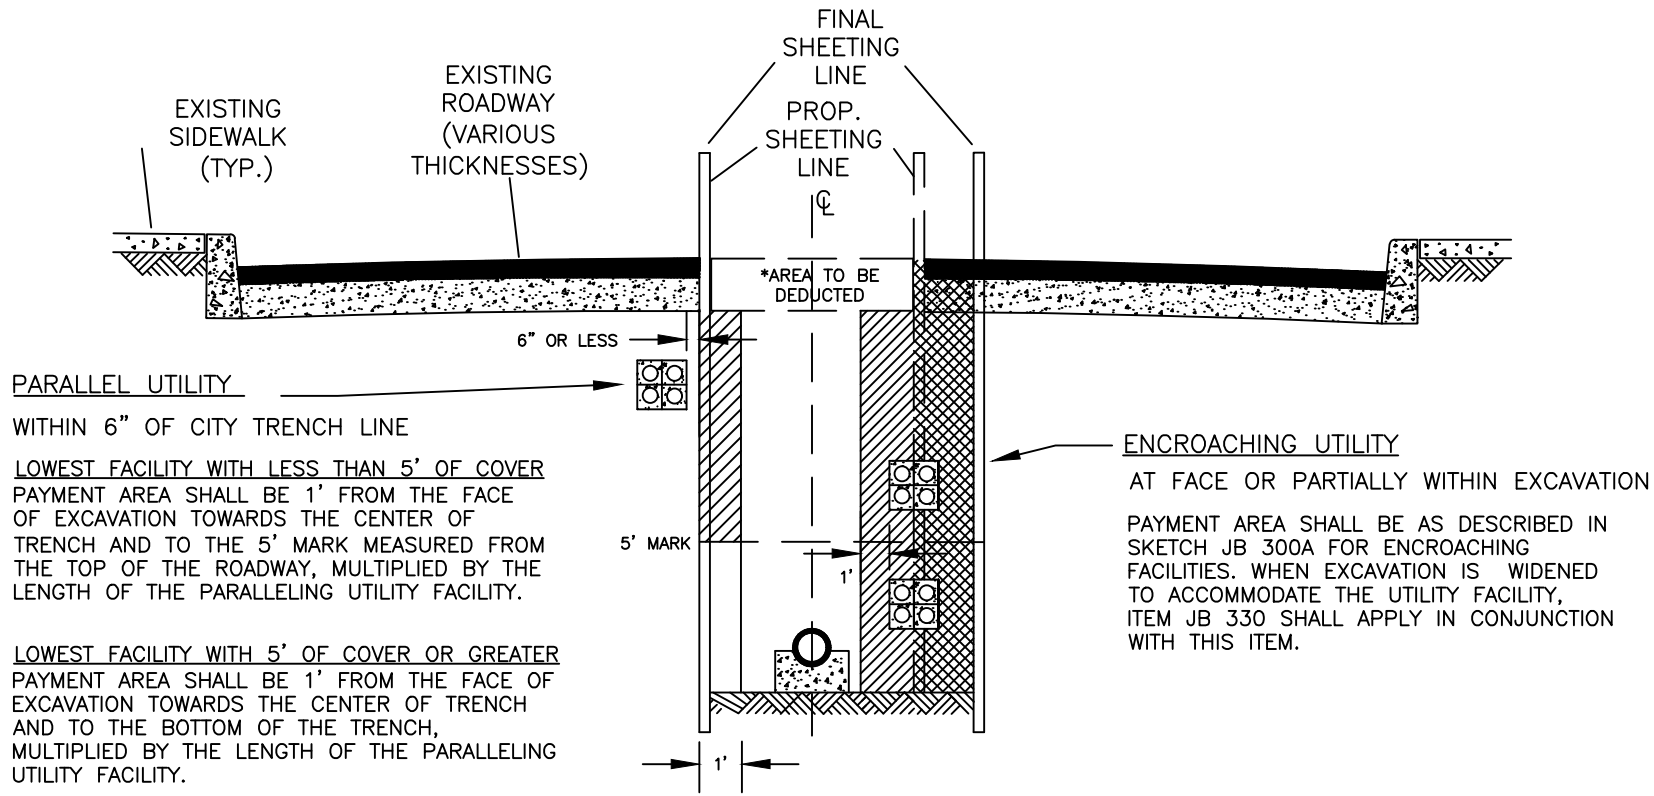 FINAL
SHEETING
LINE
EXISTING
ROADWAY
(VARIOUS
THICKNESSES)
EXISTING
SIDEWALK
(TYP.)
PROP.
SHEETING
LINE
℄
*AREA TO BE
DEDUCTED
6" OR LESS
PARALLEL UTILITY
WITHIN 6" OF CITY TRENCH LINE
LOWEST FACILITY WITH LESS THAN 5' OF COVER
PAYMENT AREA SHALL BE 1' FROM THE FACE
OF EXCAVATION TOWARDS THE CENTER OF
TRENCH AND TO THE 5' MARK MEASURED FROM
THE TOP OF THE ROADWAY, MULTIPLIED BY THE
LENGTH OF THE PARALLELING UTILITY FACILITY.
LOWEST FACILITY WITH 5' OF COVER OR GREATER
PAYMENT AREA SHALL BE 1' FROM THE FACE OF
EXCAVATION TOWARDS THE CENTER OF TRENCH
AND TO THE BOTTOM OF THE TRENCH,
MULTIPLIED BY THE LENGTH OF THE PARALLELING
UTILITY FACILITY.
5' MARK
1'
1'
ENCROACHING UTILITY
AT FACE OR PARTIALLY WITHIN EXCAVATION
PAYMENT AREA SHALL BE AS DESCRIBED IN
SKETCH JB 300A FOR ENCROACHING
FACILITIES. WHEN EXCAVATION IS WIDENED
TO ACCOMMODATE THE UTILITY FACILITY,
ITEM JB 330 SHALL APPLY IN CONJUNCTION
WITH THIS ITEM.